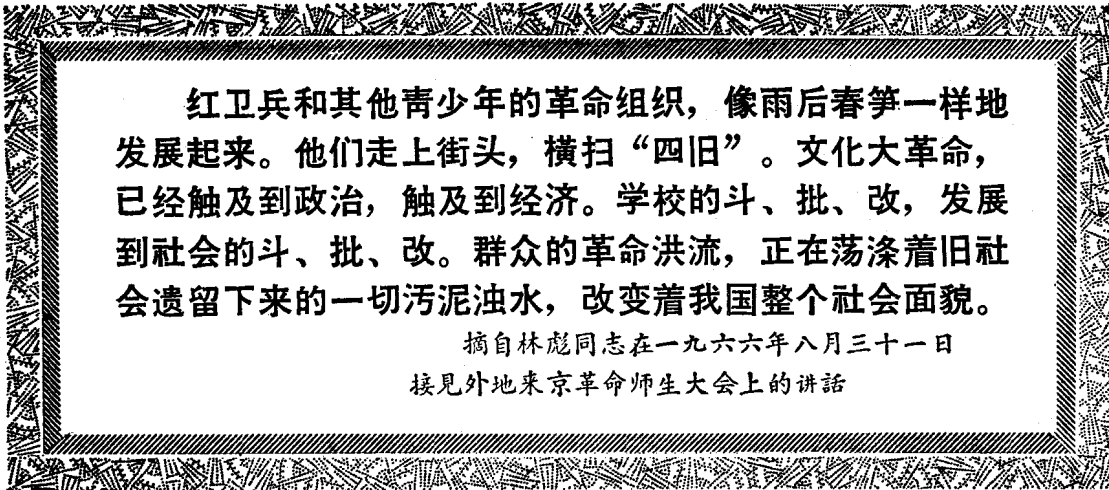 红卫兵和其他青少年的革命组织，像雨后春笋一样地
发展起来。他们走上街头，横扫“四旧”。文化大革命，
已经触及到政治，触及到经济。学校的斗、批、改，发展
到社会的斗、批、改。群众的革命洪流，正在荡涤着旧社
会遗留下来的一切污泥浊水，改变着我国整个社会面貌。
摘自林彪同志在一九六六年八月三十一日
接見外地来京革命师生大会上的讲話